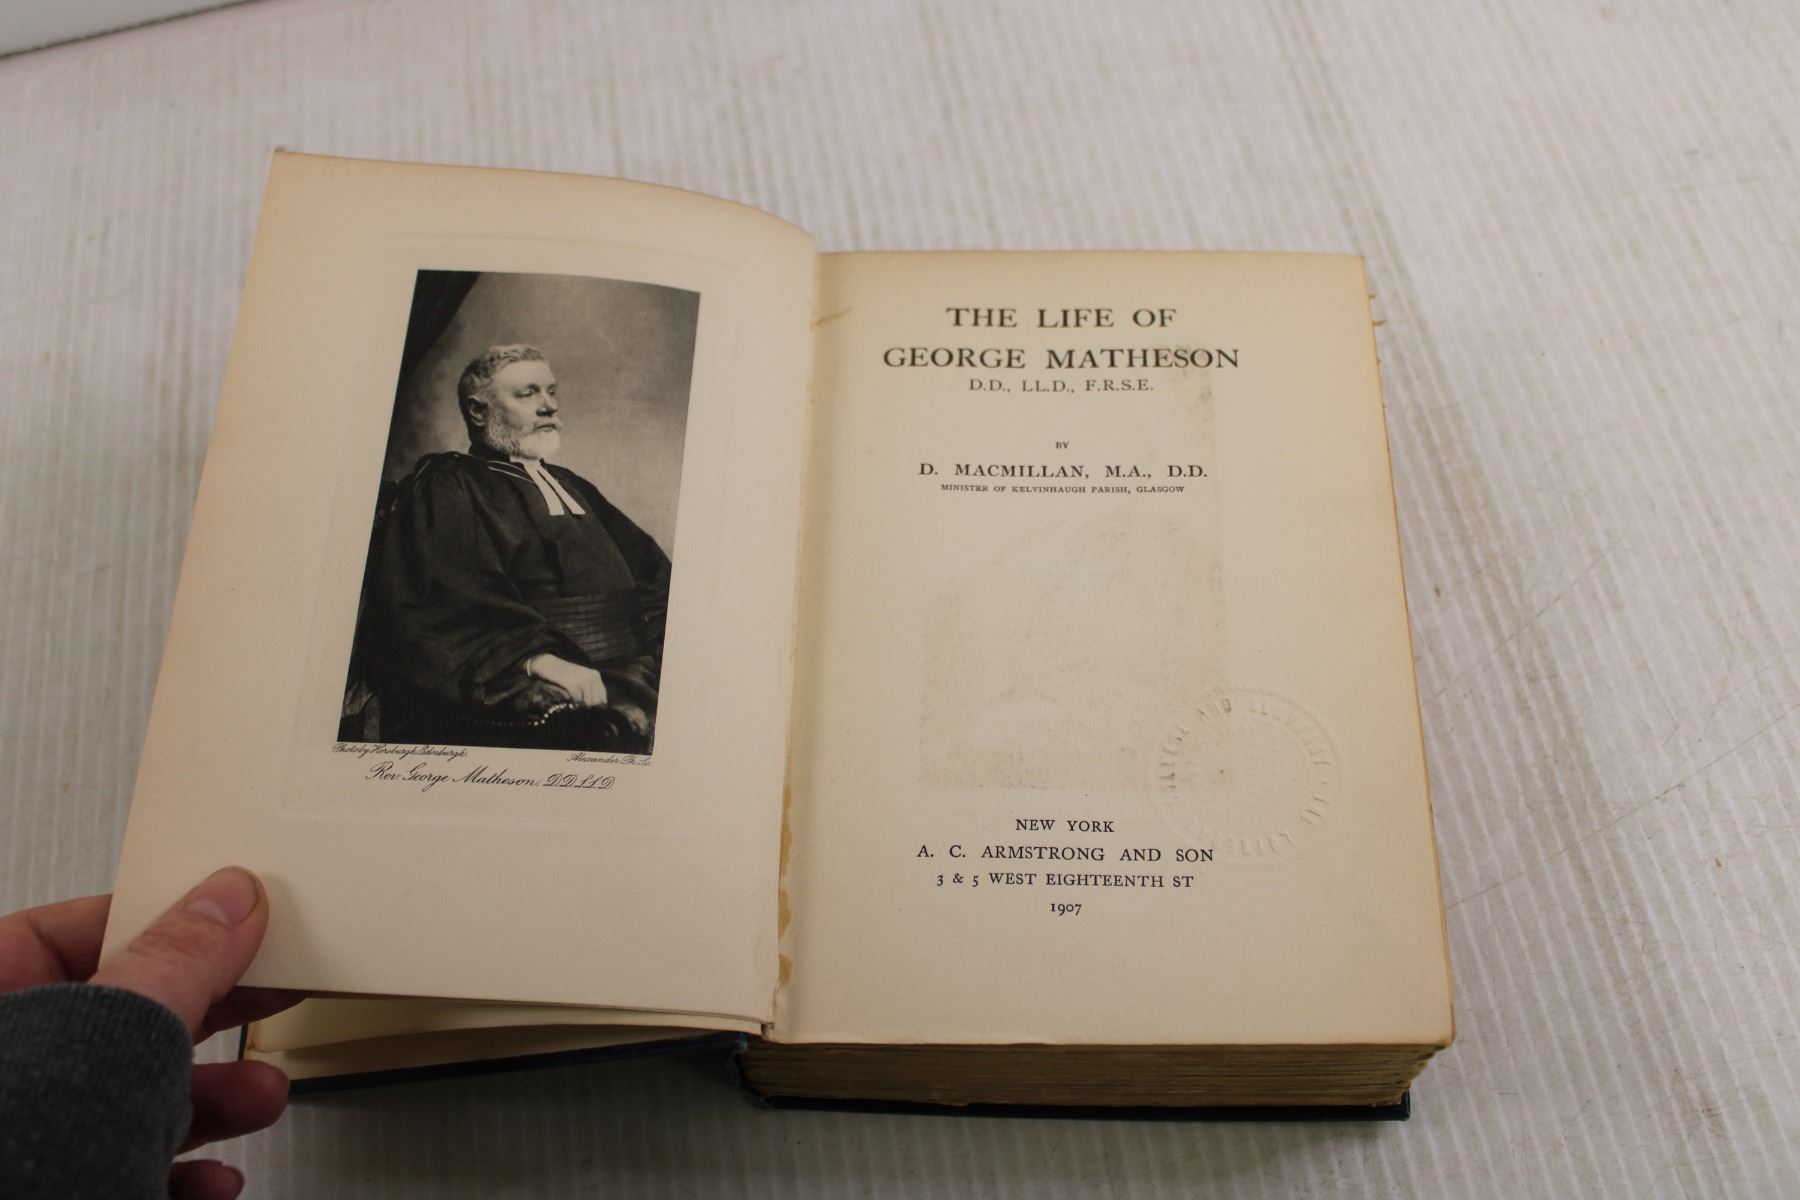 Photo by Horsburgh, Edinburgh.
Alexander Ph. Sc.
Rev. George Matheson, D.D. LL.D.
THE LIFE OF
GEORGE MATHESON
D.D., LL.D., F.R.S.E.
BY
D. MACMILLAN, M.A., D.D.
MINISTER OF KELVINHAUGH PARISH, GLASGOW
NEW YORK
A. C. ARMSTRONG AND SON
3 & 5 WEST EIGHTEENTH ST
1907